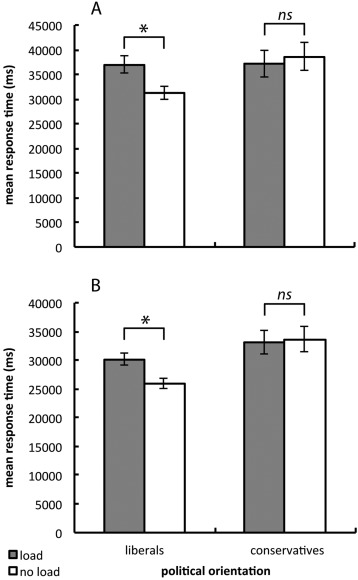 A
mean response time (ms)
45000
40000
35000
30000
25000
20000
15000
10000
5000
0
*
ns
B
mean response time (ms)
40000
35000
30000
25000
20000
15000
10000
5000
0
*
ns
load
no load
liberals
conservatives
political orientation